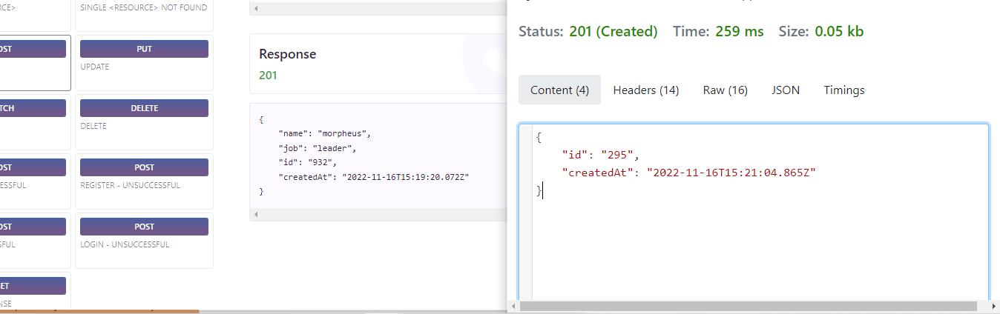 RCE>
SINGLE <RESOURCE> NOT FOUND
OST
PUT
UPDATE
TCH
DELETE
DELETE
OST
POST
ESSFUL
REGISTER - UNSUCCESSFUL
OST
POST
SFUL
LOGIN - UNSUCCESSFUL
ET
NSE
Response
201
{
"name": "morpheus",
"job": "leader",
"id": "932",
"createdAt": "2022-11-16T15:19:20.072Z"
}
Status: 201 (Created) Time: 259 ms Size: 0.05 kb
Content (4) Headers (14) Raw (16) JSON Timings
{
"id": "295",
"createdAt": "2022-11-16T15:21:04.865Z"
}